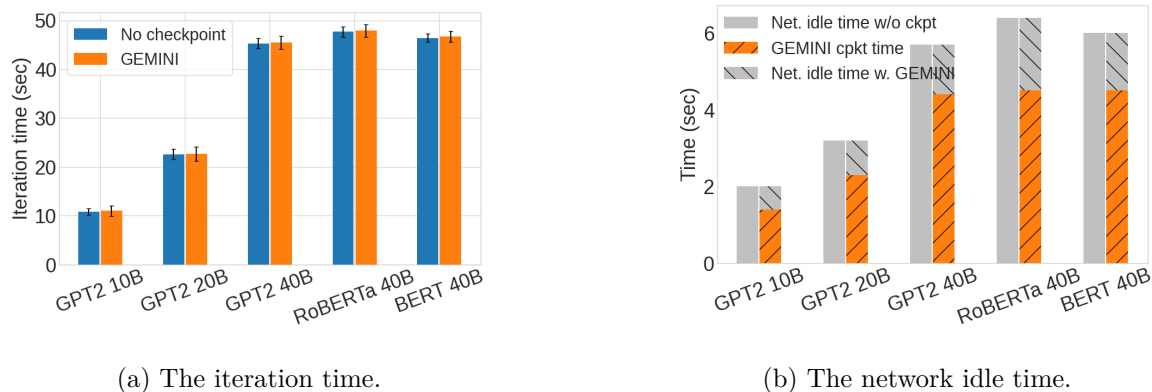 No checkpoint
GEMINI
Iteration time (sec)
50
40
30
20
10
0
GPT2 10B
GPT2 20B
GPT2 40B
RoBERTa 40B
BERT 40B
(a) The iteration time.
Net. idle time w/o ckpt
GEMINI cpkt time
Net. idle time w. GEMINI
Time (sec)
6
4
2
0
GPT2 10B
GPT2 20B
GPT2 40B
RoBERTa 40B
BERT 40B
(b) The network idle time.